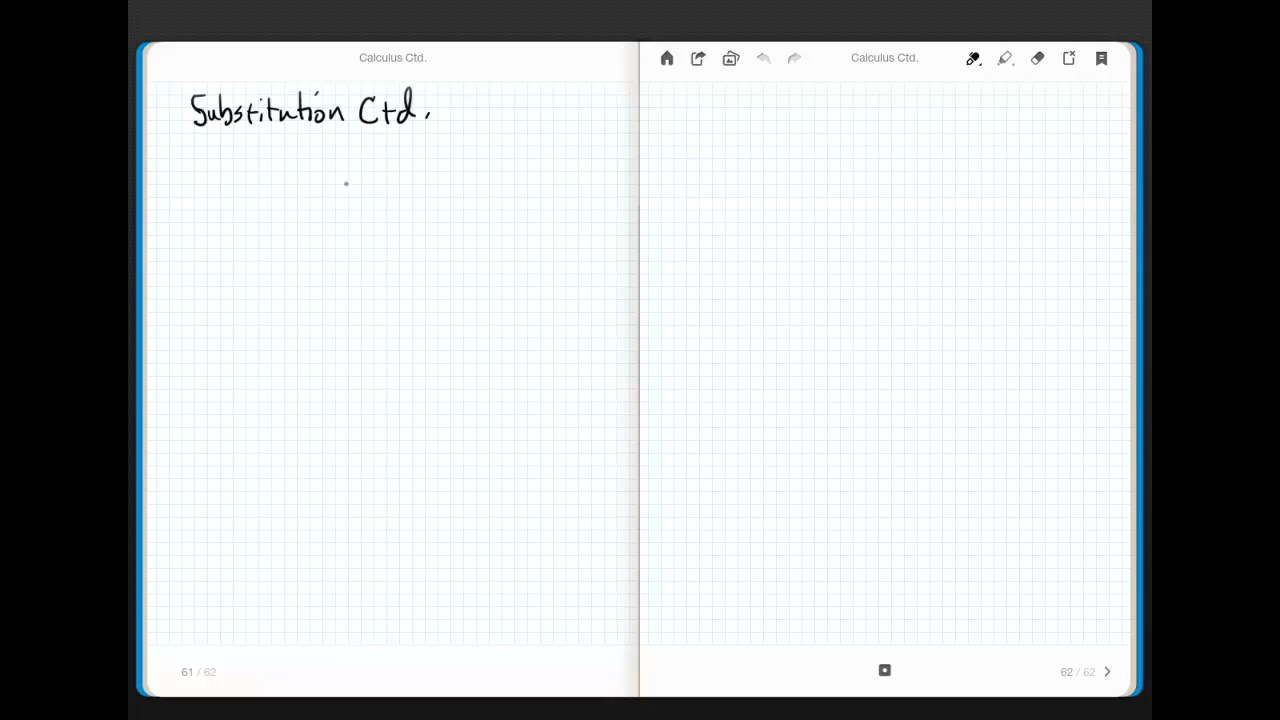 Calculus Ctd.
Calculus Ctd.
Substitution Ctd.
61 / 62
62 / 62